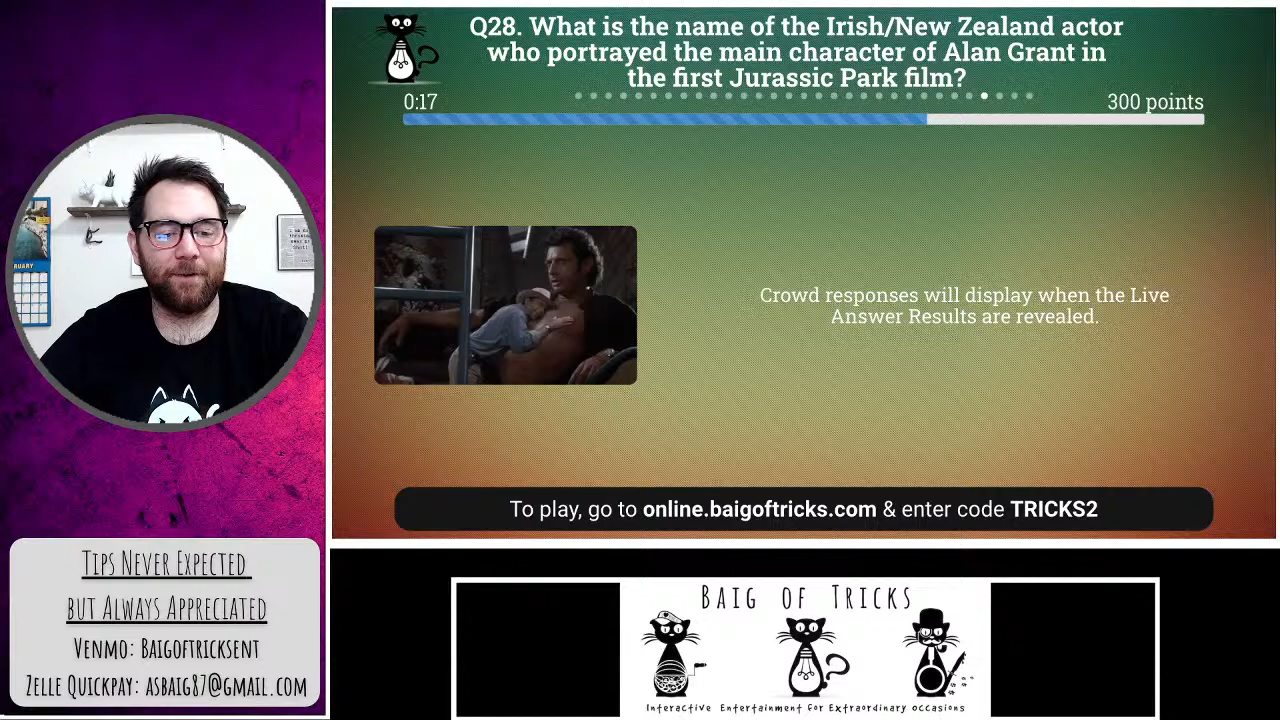 Q28. What is the name of the Irish/New Zealand actor
who portrayed the main character of Alan Grant in
the first Jurassic Park film?
0:17
300 points
RUARY
Crowd responses will display when the Live
Answer Results are revealed.
To play, go to online.baigoftricks.com & enter code TRICKS2
Tips Never Expected
but Always Appreciated
Venmo: Baigoftricksent
Zelle Quickpay: asbaig87@gmail.com
Baig of Tricks
Interactive Entertainment for Extraordinary Occasions